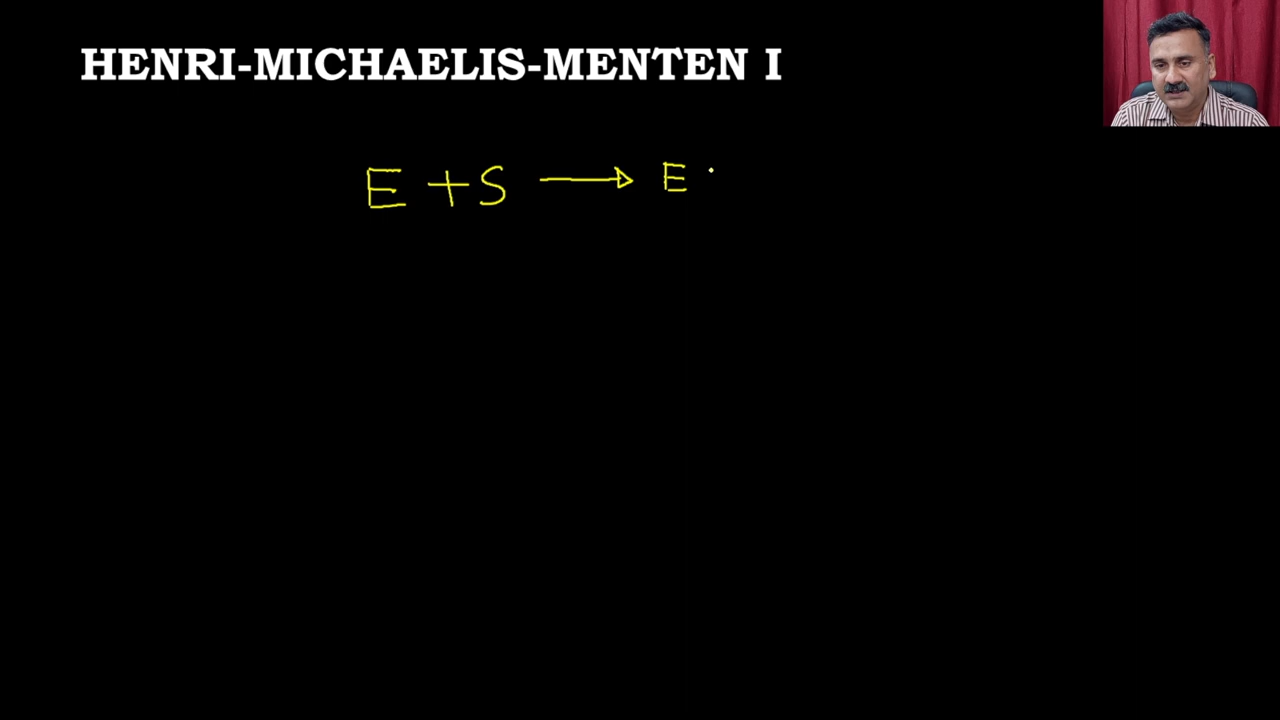 HENRI-MICHAELIS-MENTEN I
E + S → E